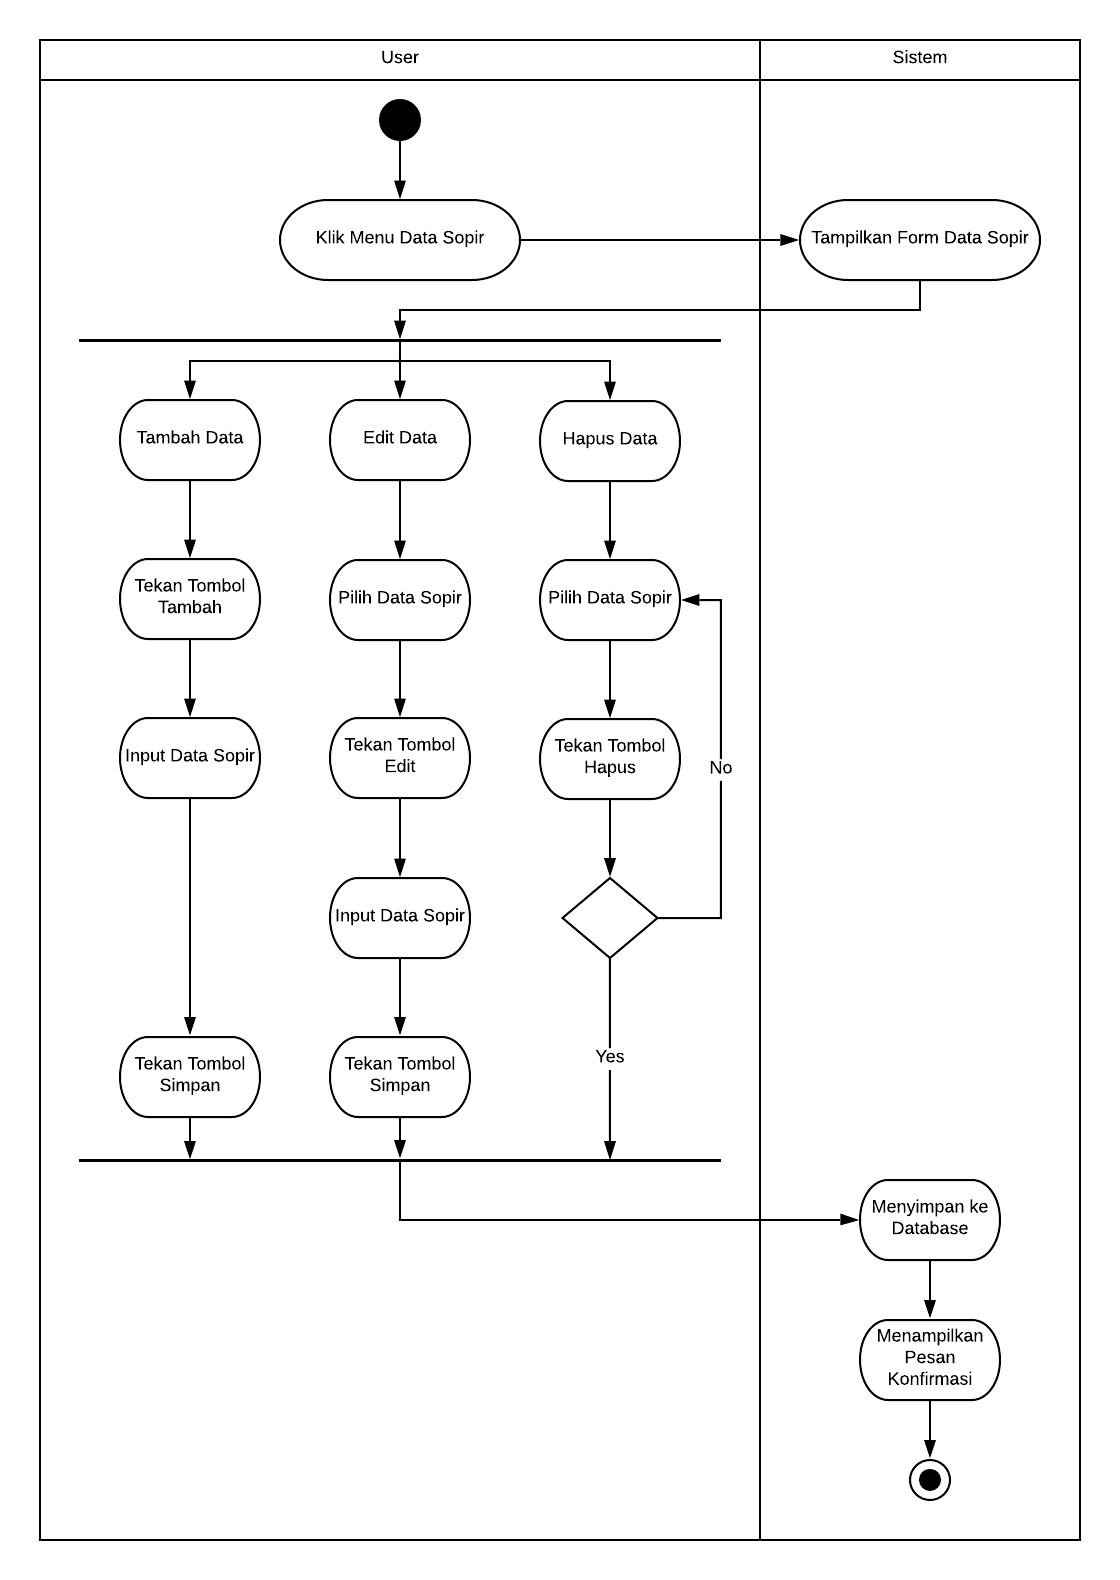 User
Sistem
Klik Menu Data Sopir
Tampilkan Form Data Sopir
Tambah Data
Edit Data
Hapus Data
Tekan Tombol
Tambah
Pilih Data Sopir
Pilih Data Sopir
Input Data Sopir
Tekan Tombol
Edit
Tekan Tombol
Hapus
No
Input Data Sopir
Tekan Tombol
Simpan
Tekan Tombol
Simpan
Yes
Menyimpan ke
Database
Menampilkan
Pesan
Konfirmasi